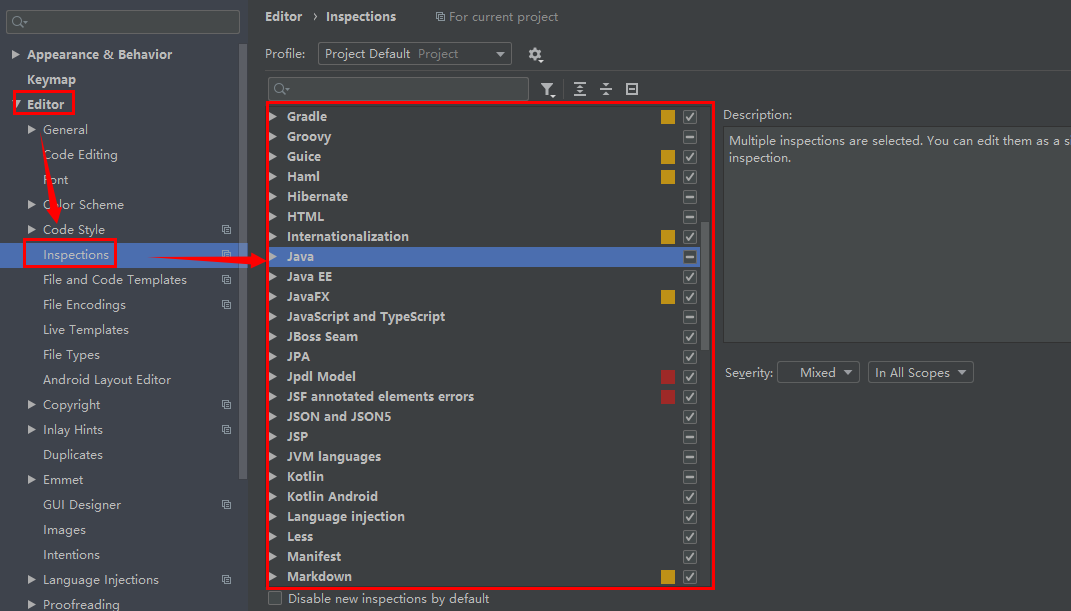 Appearance & Behavior
Keymap
Editor
General
Code Editing
Font
Color Scheme
Code Style
Inspections
File and Code Templates
File Encodings
Live Templates
File Types
Android Layout Editor
Copyright
Inlay Hints
Duplicates
Emmet
GUI Designer
Images
Intentions
Language Injections
Proofreading
Editor › Inspections For current project
Profile: Project Default Project
Gradle
Groovy
Guice
Haml
Hibernate
HTML
Internationalization
Java
Java EE
JavaFX
JavaScript and TypeScript
JBoss Seam
JPA
Jpdl Model
JSF annotated elements errors
JSON and JSON5
JSP
JVM languages
Kotlin
Kotlin Android
Language injection
Less
Manifest
Markdown
Disable new inspections by default
Description:
Multiple inspections are selected. You can edit them as a s
inspection.
Severity: Mixed In All Scopes